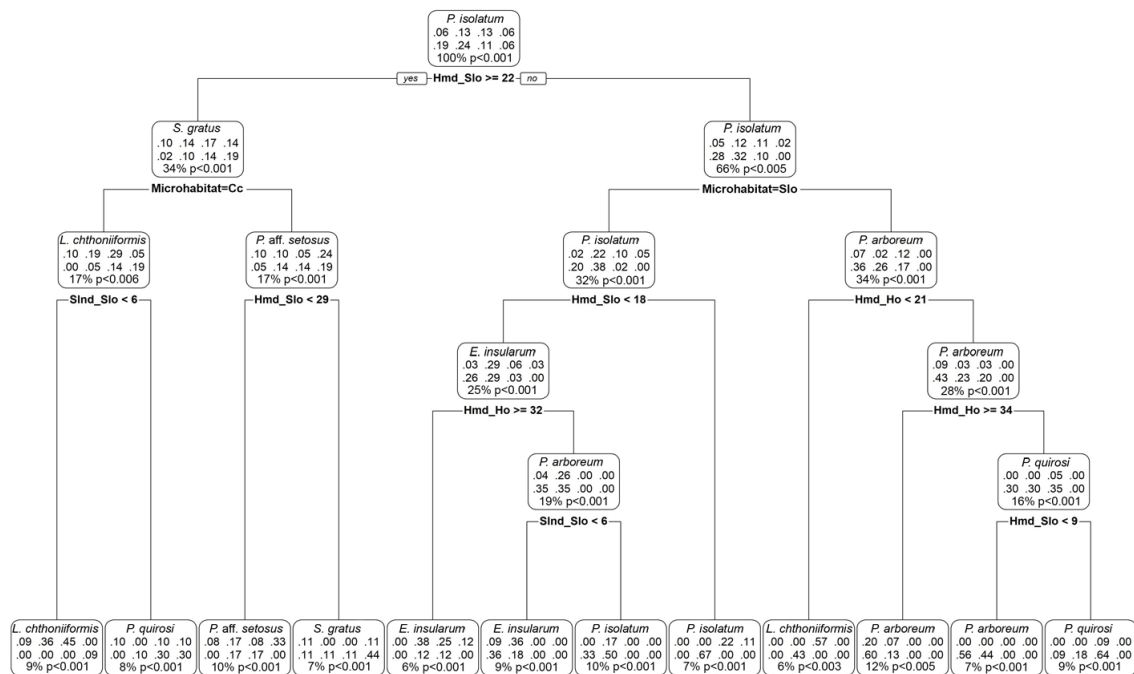 P. isolatum
.06 .13 .13 .06
.19 .24 .11 .06
100% p<0.001
yes Hmd_Slo >= 22 no
S. gratus
.10 .14 .17 .14
.02 .10 .14 .19
34% p<0.001
P. isolatum
.05 .12 .11 .02
.28 .32 .10 .00
66% p<0.005
Microhabitat=Cc
Microhabitat=Slo
L. chthoniiformis
.10 .19 .29 .05
.00 .05 .14 .19
17% p<0.006
P. aff. setosus
.10 .10 .05 .24
.05 .14 .14 .19
17% p<0.001
P. isolatum
.02 .22 .10 .05
.20 .38 .02 .00
32% p<0.001
P. arboreum
.07 .02 .12 .00
.36 .26 .17 .00
34% p<0.001
Slnd_Slo < 6
Hmd_Slo < 29
Hmd_Slo < 18
Hmd_Ho < 21
E. insularum
.03 .29 .06 .03
.26 .29 .03 .00
25% p<0.001
P. arboreum
.09 .03 .03 .00
.43 .23 .20 .00
28% p<0.001
Hmd_Ho >= 32
Hmd_Ho >= 34
P. arboreum
.04 .26 .00 .00
.35 .35 .00 .00
19% p<0.001
P. quirosi
.00 .00 .05 .00
.30 .30 .35 .00
16% p<0.001
Slnd_Slo < 6
Hmd_Slo < 9
L. chthoniiformis
.09 .36 .45 .00
.00 .00 .00 .09
9% p<0.001
P. quirosi
.10 .00 .10 .10
.00 .10 .30 .30
8% p<0.001
P. aff. setosus
.08 .17 .08 .33
.00 .17 .17 .00
10% p<0.001
S. gratus
.11 .00 .00 .11
.11 .11 .11 .44
7% p<0.001
E. insularum
.00 .38 .25 .12
.00 .12 .12 .00
6% p<0.001
E. insularum
.09 .36 .00 .00
.36 .18 .00 .00
9% p<0.001
P. isolatum
.00 .17 .00 .00
.33 .50 .00 .00
10% p<0.001
P. isolatum
.00 .00 .22 .11
.00 .67 .00 .00
7% p<0.001
L. chthoniiformis
.00 .00 .57 .00
.00 .43 .00 .00
6% p<0.003
P. arboreum
.20 .07 .00 .00
.60 .13 .00 .00
12% p<0.005
P. arboreum
.00 .00 .00 .00
.56 .44 .00 .00
7% p<0.001
P. quirosi
.00 .00 .09 .00
.09 .18 .64 .00
9% p<0.001